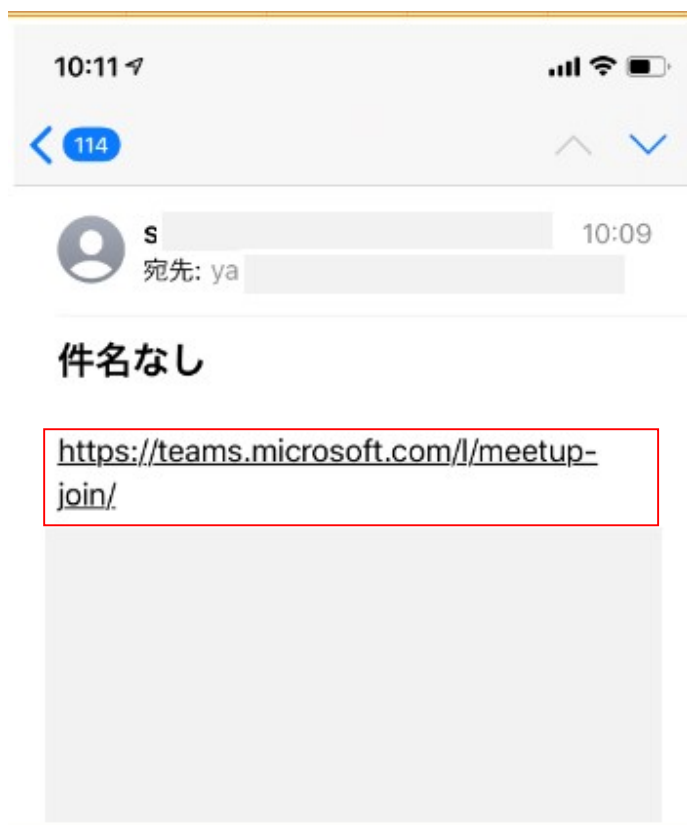 10:11
114
S
10:09
宛先: ya
件名なし
https://teams.microsoft.com/l/meetup-
join/